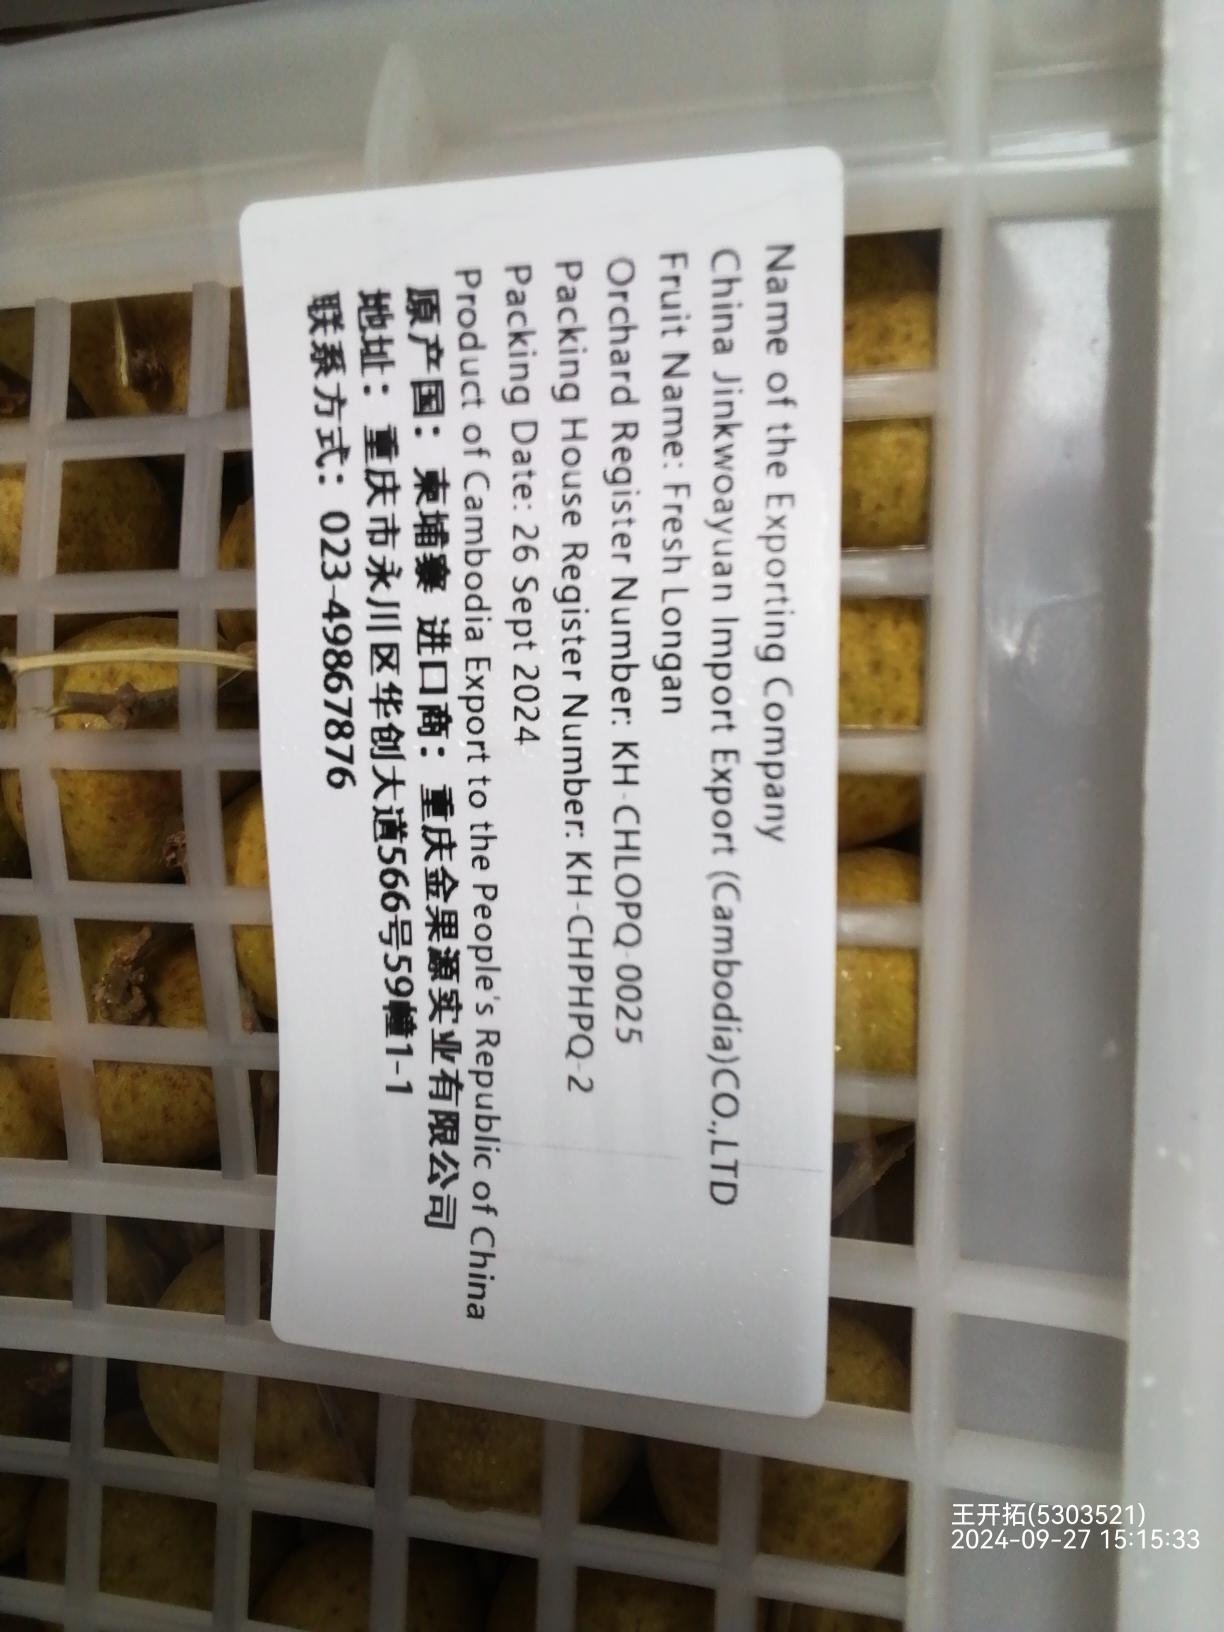 Name of the Exporting Company
China Jinkwoayuan Import Export (Cambodia)CO.,LTD
Fruit Name: Fresh Longan
Orchard Register Number: KH-CHLOPQ-0025
Packing House Register Number: KH-CHPHPQ-2
Packing Date: 26 Sept 2024
Product of Cambodia Export to the People's Republic of China
原产国：柬埔寨 进口商：重庆金果源实业有限公司
地址：重庆市永川区华创大道566号59幢1-1
联系方式：023-49867876
王开拓(5303521)
2024-09-27 15:15:33